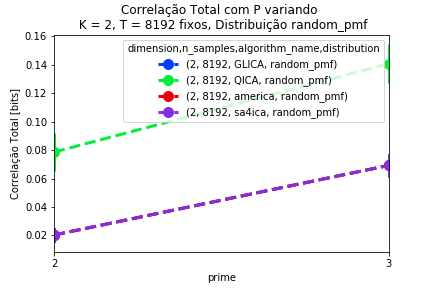 Correlação Total com P variando
K = 2, T = 8192 fixos, Distribuição random_pmf
dimension,n_samples,algorithm_name,distribution
(2, 8192, GLICA, random_pmf)
(2, 8192, QICA, random_pmf)
(2, 8192, america, random_pmf)
(2, 8192, sa4ica, random_pmf)
Correlação Total [bits]
0.16
0.14
0.12
0.10
0.08
0.06
0.04
0.02
2
3
prime